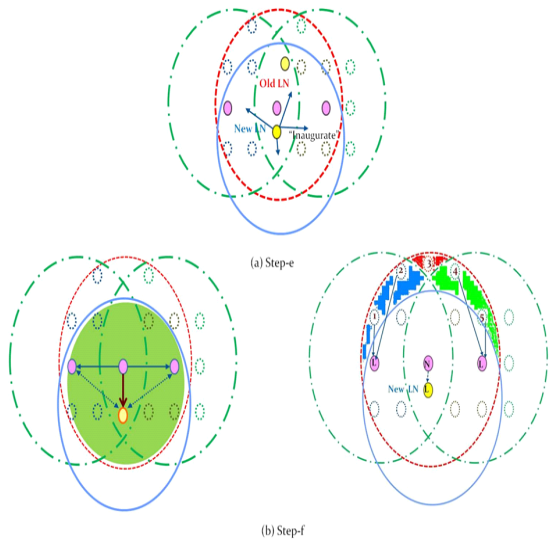 Old LN
New LN
"Inaugurate"
(a) Step-e
3
2
4
1
5
L
N
L
New LN
L
(b) Step-f